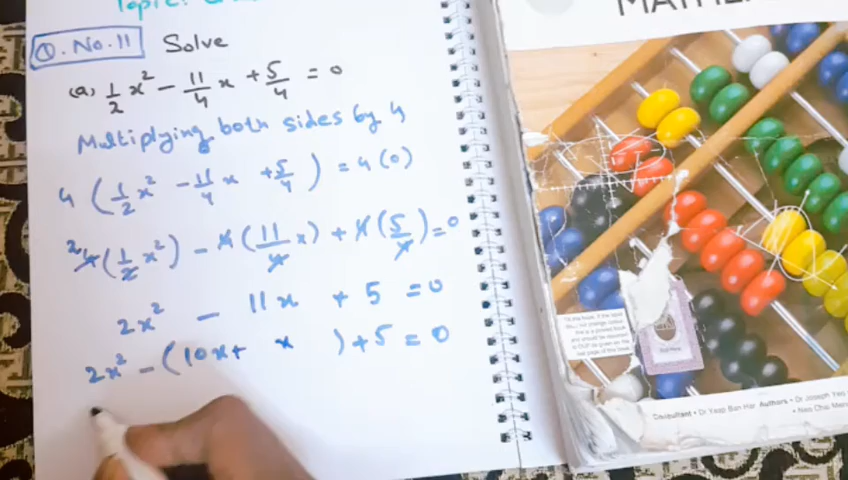 Topic:
Q. No. 11 Solve
(a) 1/2 x² - 11/4 x + 5/4 = 0
Multiplying both sides by 4
4 (1/2 x² - 11/4 x + 5/4) = 4 (0)
2 4 (1/2 x²) - 4 (11/4 x) + 4 (5/4) = 0
2x² - 11x + 5 = 0
2x² - (10x + x) + 5 = 0
Consultant • Dr Yeap Ban Har Authors • Dr Joseph Yeo